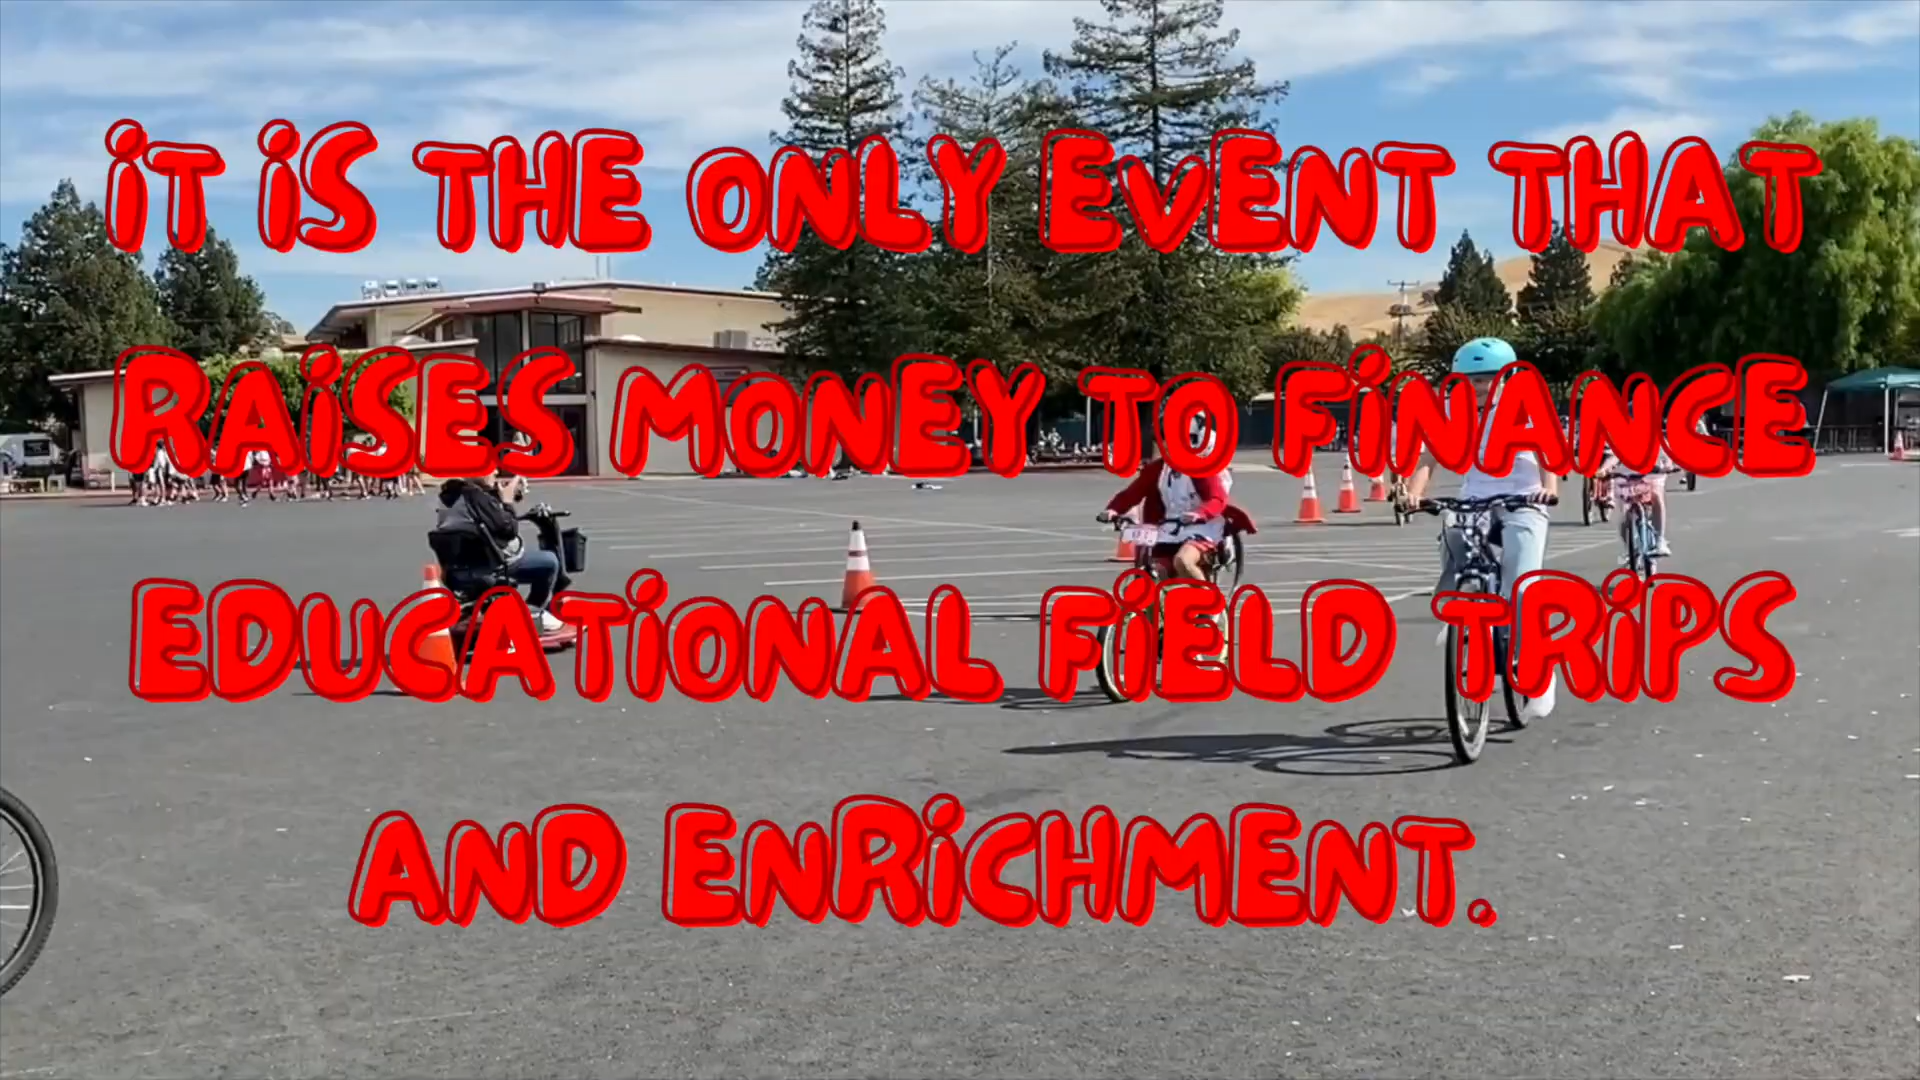 IT IS THE ONLY EVENT THAT
RAISES MONEY TO FINANCE
EDUCATIONAL FIELD TRIPS
AND ENRICHMENT.